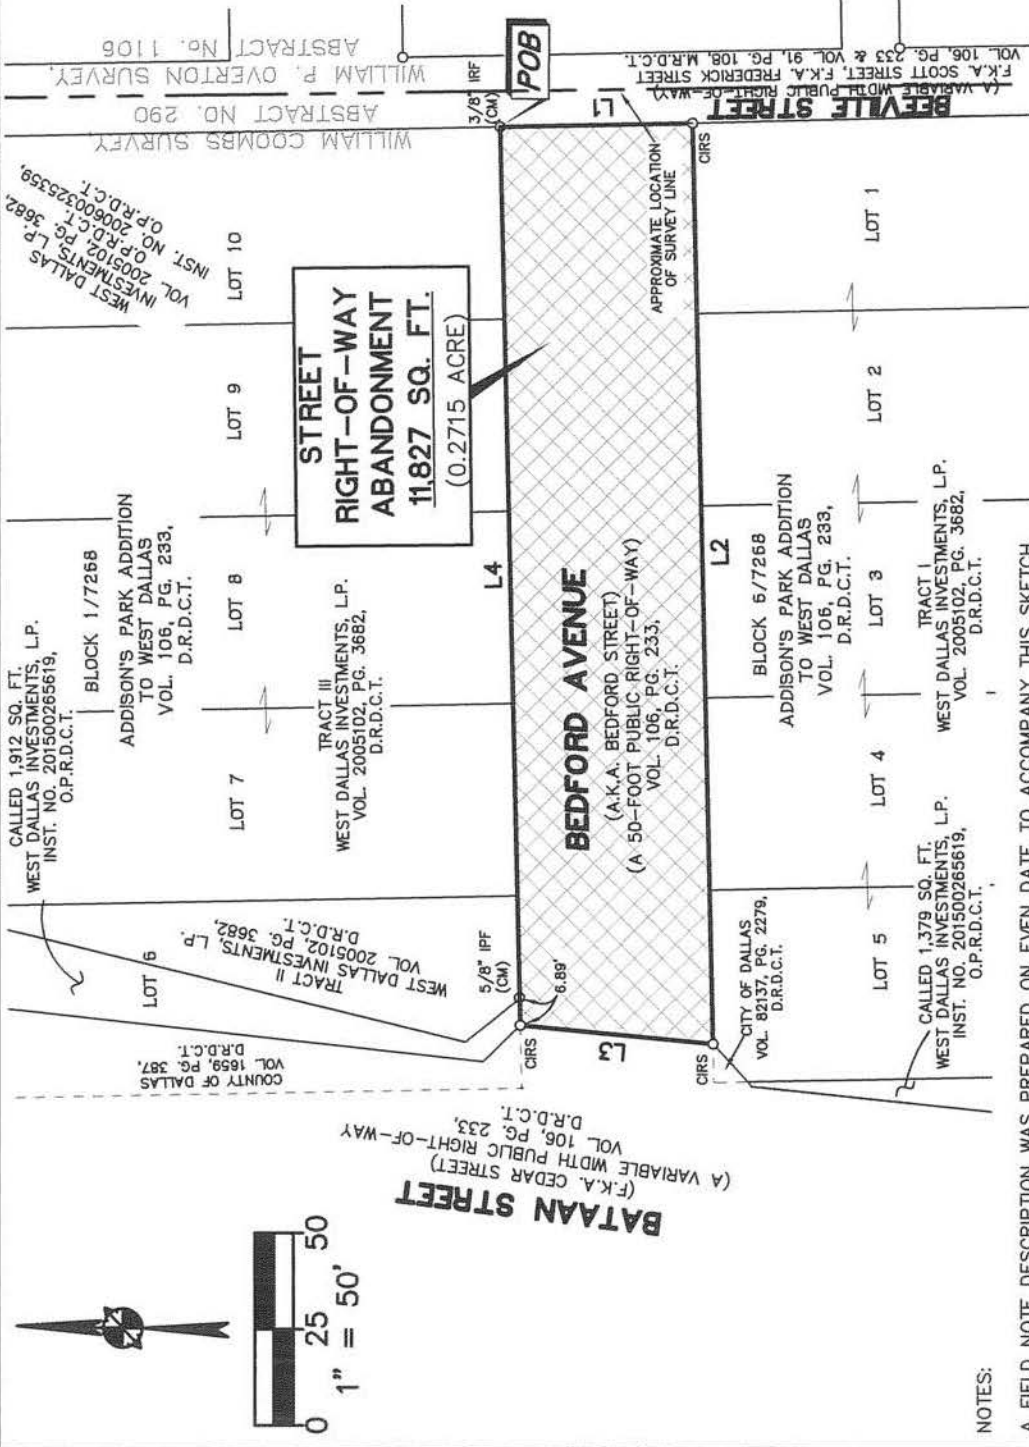 CALLED 1,912 SQ. FT.
WEST DALLAS INVESTMENTS, L.P.
INST. NO. 201500265619,
O.P.R.D.C.T.
BLOCK 1/7268
ADDISON'S PARK ADDITION
TO WEST DALLAS
VOL. 106, PG. 233,
D.R.D.C.T.
WEST DALLAS
INVESTMENTS, L.P.
VOL. 2005102, PG. 3682,
O.P.R.D.C.T.
INST. NO. 200600325359,
O.P.R.D.C.T.
WILLIAM COOMBS SURVEY,
ABSTRACT NO. 290
WILLIAM P. OVERTON SURVEY,
ABSTRACT No. 1106
LOT 6
LOT 7
LOT 8
LOT 9
LOT 10
COUNTY OF DALLAS
VOL. 1659, PG. 387,
D.R.D.C.T.
TRACT II
WEST DALLAS INVESTMENTS, L.P.
VOL. 2005102, PG. 3682,
D.R.D.C.T.
TRACT III
WEST DALLAS INVESTMENTS, L.P.
VOL. 2005102, PG. 3682,
D.R.D.C.T.
STREET
RIGHT-OF-WAY
ABANDONMENT
11,827 SQ. FT.
(0.2715 ACRE)
0 25 50
1" = 50'
5/8" IPF
(CM)
3/8" IRF
(CM)
POB
L4
CIRS
6.89'
L3
L1
BEDFORD AVENUE
(A.K.A. BEDFORD STREET)
(A 50-FOOT PUBLIC RIGHT-OF-WAY)
VOL. 106, PG. 233,
D.R.D.C.T.
APPROXIMATE LOCATION
OF SURVEY LINE
BATAAN STREET
(F.K.A. CEDAR STREET)
(A VARIABLE WIDTH PUBLIC RIGHT-OF-WAY
VOL. 106, PG. 233,
D.R.D.C.T.
BEEVILLE STREET
(A VARIABLE WIDTH PUBLIC RIGHT-OF-WAY)
F.K.A. SCOTT STREET, F.K.A. FREDERICK STREET
VOL. 106, PG. 233 & VOL. 91, PG. 108, M.R.D.C.T.
CIRS
CIRS
L2
CITY OF DALLAS
VOL. 82137, PG. 2279,
D.R.D.C.T.
BLOCK 6/7268
ADDISON'S PARK ADDITION
TO WEST DALLAS
VOL. 106, PG. 233,
D.R.D.C.T.
LOT 5
LOT 4
LOT 3
LOT 2
LOT 1
CALLED 1,379 SQ. FT.
WEST DALLAS INVESTMENTS, L.P.
INST. NO. 201500265619,
O.P.R.D.C.T.
TRACT I
WEST DALLAS INVESTMENTS, L.P.
VOL. 2005102, PG. 3682,
D.R.D.C.T.
NOTES:
A FIELD NOTE DESCRIPTION WAS PREPARED ON EVEN DATE TO ACCOMPANY THIS SKETCH